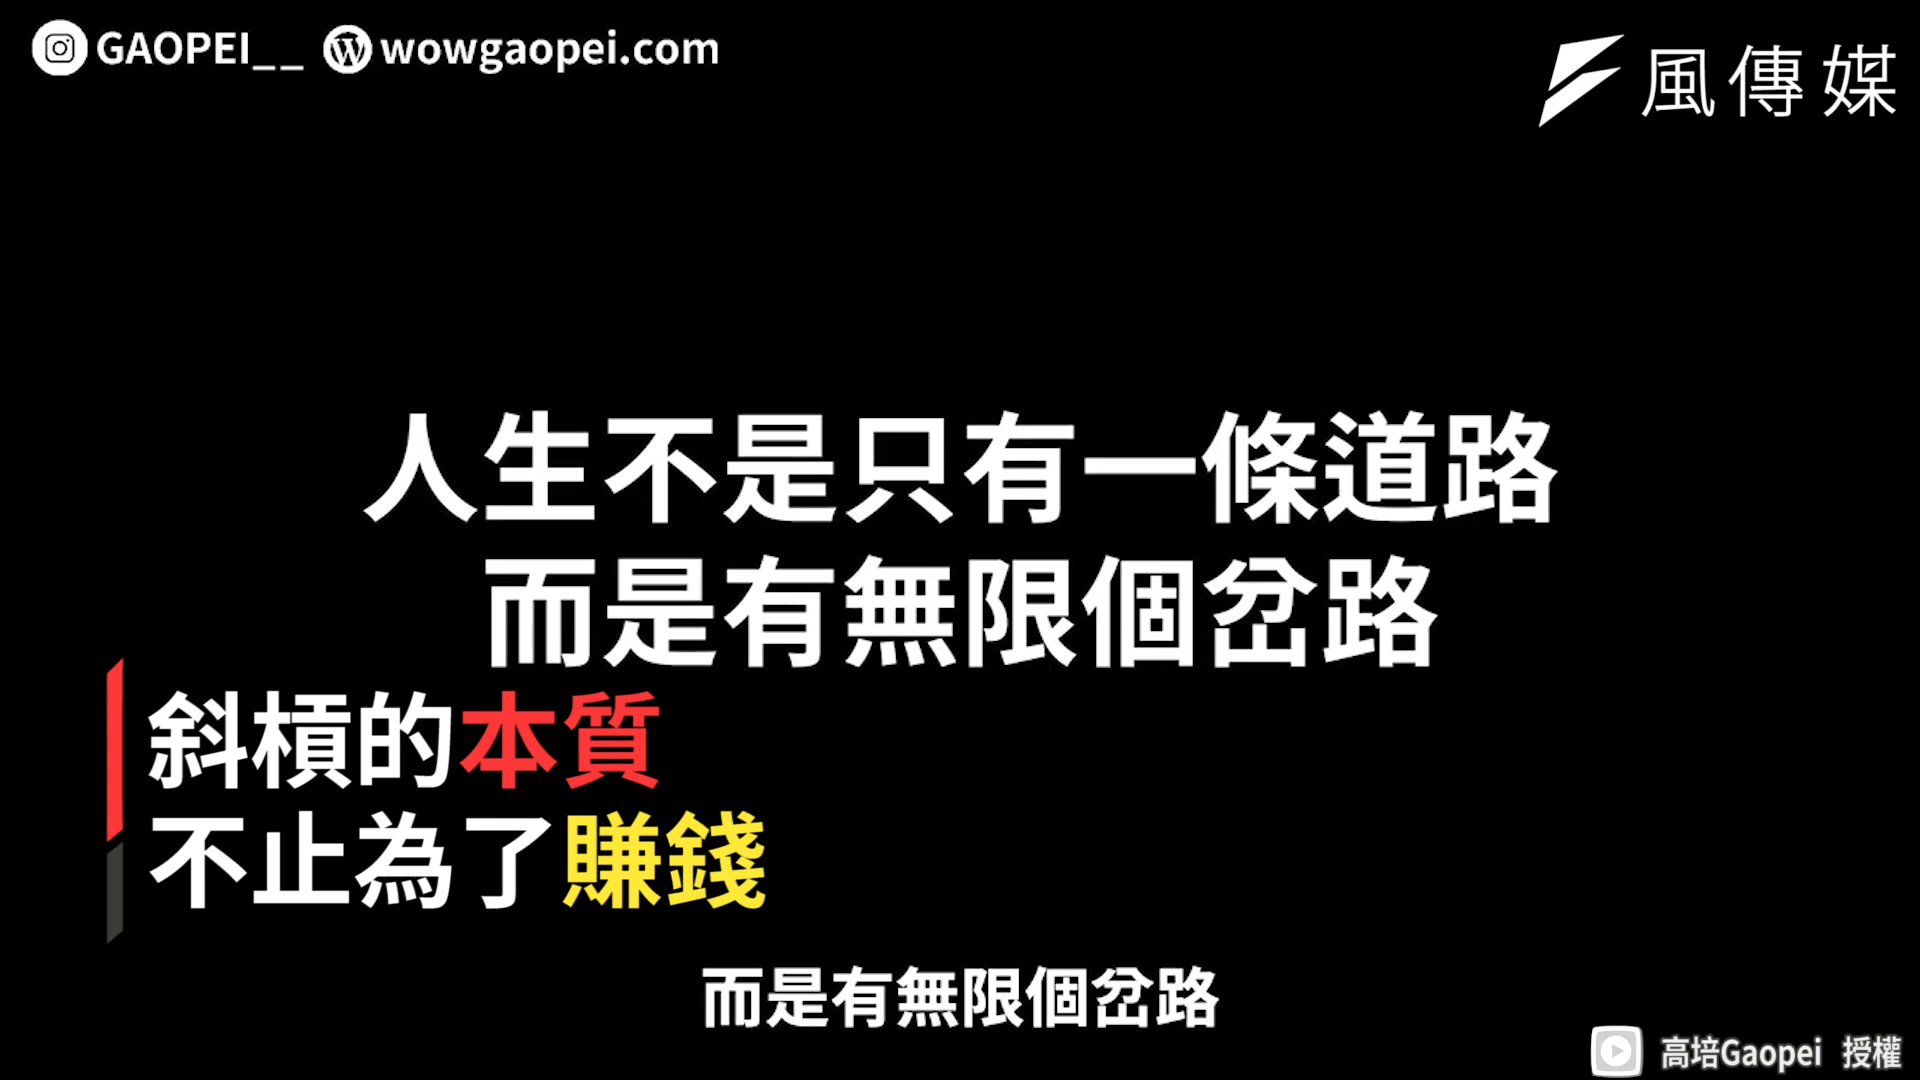 GAOPEI__ wowgaopei.com
風傳媒
人生不是只有一條道路
而是有無限個岔路
斜槓的本質
不止為了賺錢
而是有無限個岔路
高培Gaopei 授權